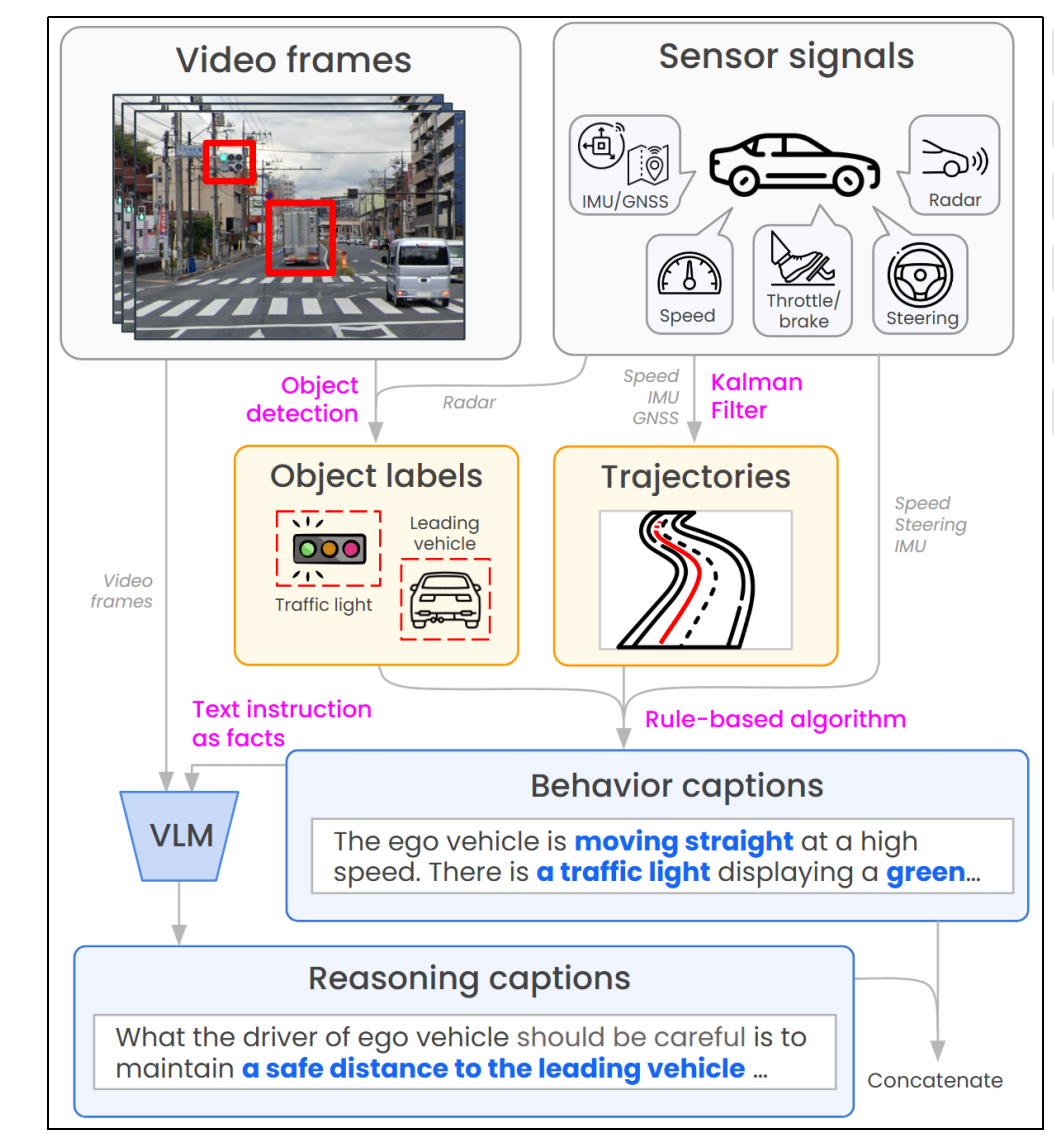 Video frames
Sensor signals
IMU/GNSS
Radar
Speed
Throttle/
brake
Steering
Object
detection
Radar
Speed
IMU
GNSS
Kalman
Filter
Object labels
Leading
vehicle
Traffic light
Trajectories
Speed
Steering
IMU
Video
frames
Text instruction
as facts
Rule-based algorithm
VLM
Behavior captions
The ego vehicle is moving straight at a high
speed. There is a traffic light displaying a green...
Reasoning captions
What the driver of ego vehicle should be careful is to
maintain a safe distance to the leading vehicle ...
Concatenate